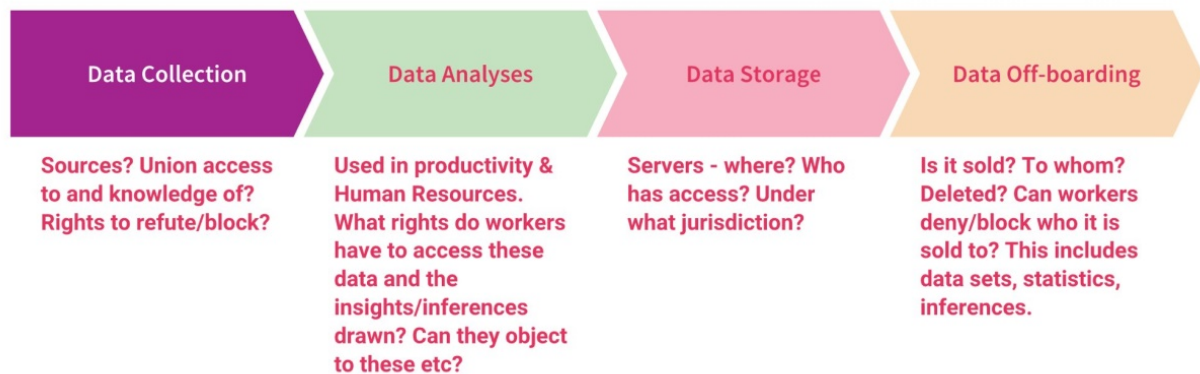 Data Collection
Data Analyses
Data Storage
Data Off-boarding
Sources? Union access
to and knowledge of?
Rights to refute/block?
Used in productivity &
Human Resources.
What rights do workers
have to access these
data and the
insights/inferences
drawn? Can they object
to these etc?
Servers - where? Who
has access? Under
what jurisdiction?
Is it sold? To whom?
Deleted? Can workers
deny/block who it is
sold to? This includes
data sets, statistics,
inferences.